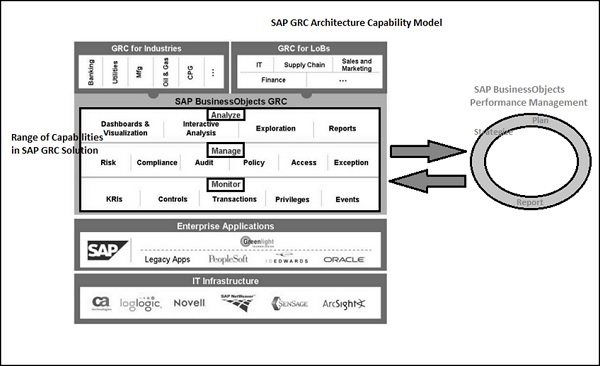 SAP GRC Architecture Capability Model
GRC for Industries
Banking
Utilities
Mfg
Oil & Gas
CPG
...
GRC for LoBs
IT
Supply Chain
Sales and
Marketing
Finance
...
SAP BusinessObjects GRC
Analyze
Dashboards &
Visualization
Interactive
Analysis
Exploration
Reports
Manage
Risk
Compliance
Audit
Policy
Access
Exception
Monitor
KRIs
Controls
Transactions
Privileges
Events
Range of Capabilities
in SAP GRC Solution
SAP BusinessObjects
Performance Management
Plan
Strategise
Report
Enterprise Applications
SAP
Greenlight
Legacy Apps
PeopleSoft
JDEDWARDS
ORACLE
IT Infrastructure
ca
technologies
loglogic
Novell
SAP NetWeaver
SENSAGE
ArcSight